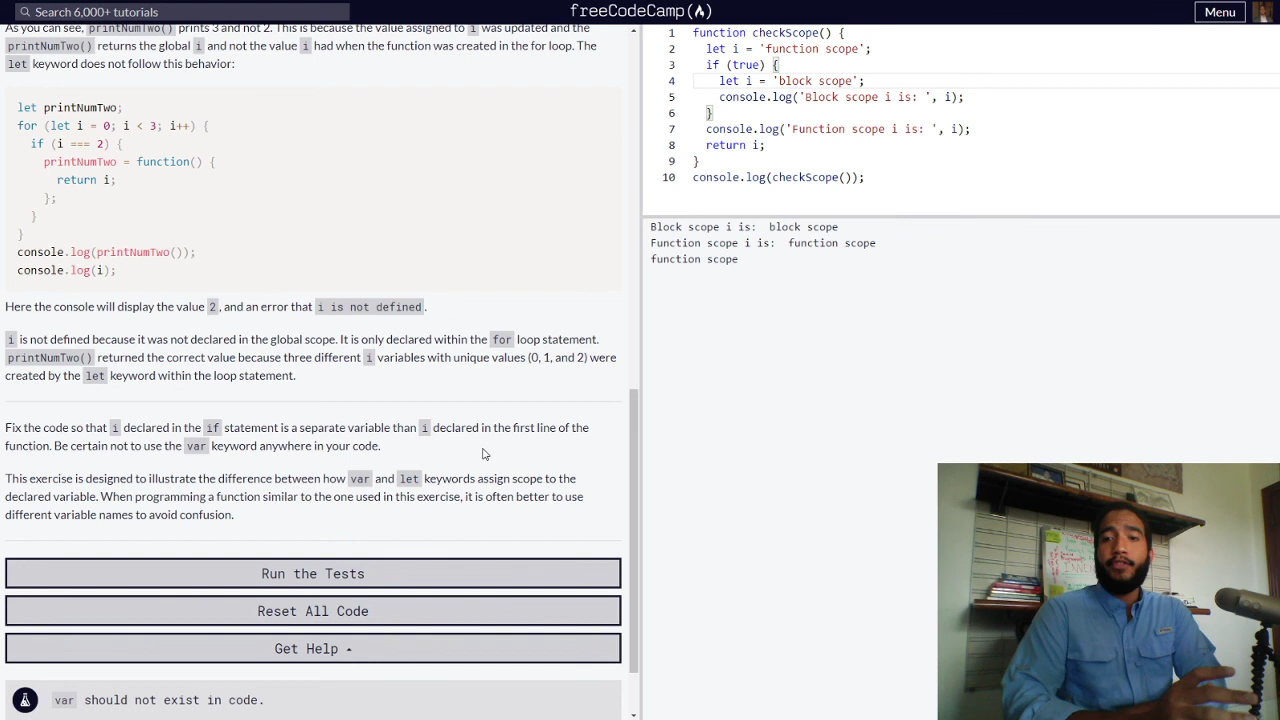 Search 6,000+ tutorials
freeCodeCamp
Menu
As you can see, printNumTwo() prints 3 and not 2. This is because the value assigned to i was updated and the
printNumTwo() returns the global i and not the value i had when the function was created in the for loop. The
let keyword does not follow this behavior:
let printNumTwo;
for (let i = 0; i < 3; i++) {
if (i === 2) {
printNumTwo = function() {
return i;
};
}
}
console.log(printNumTwo());
console.log(i);
Here the console will display the value 2, and an error that i is not defined.
i is not defined because it was not declared in the global scope. It is only declared within the for loop statement.
printNumTwo() returned the correct value because three different i variables with unique values (0, 1, and 2) were
created by the let keyword within the loop statement.
Fix the code so that i declared in the if statement is a separate variable than i declared in the first line of the
function. Be certain not to use the var keyword anywhere in your code.
This exercise is designed to illustrate the difference between how var and let keywords assign scope to the
declared variable. When programming a function similar to the one used in this exercise, it is often better to use
different variable names to avoid confusion.
Run the Tests
Reset All Code
Get Help
var should not exist in code.
1 function checkScope() {
2 let i = 'function scope';
3 if (true) {
4 let i = 'block scope';
5 console.log('Block scope i is: ', i);
6 }
7 console.log('Function scope i is: ', i);
8 return i;
9 }
10 console.log(checkScope());
Block scope i is:  block scope
Function scope i is:  function scope
function scope